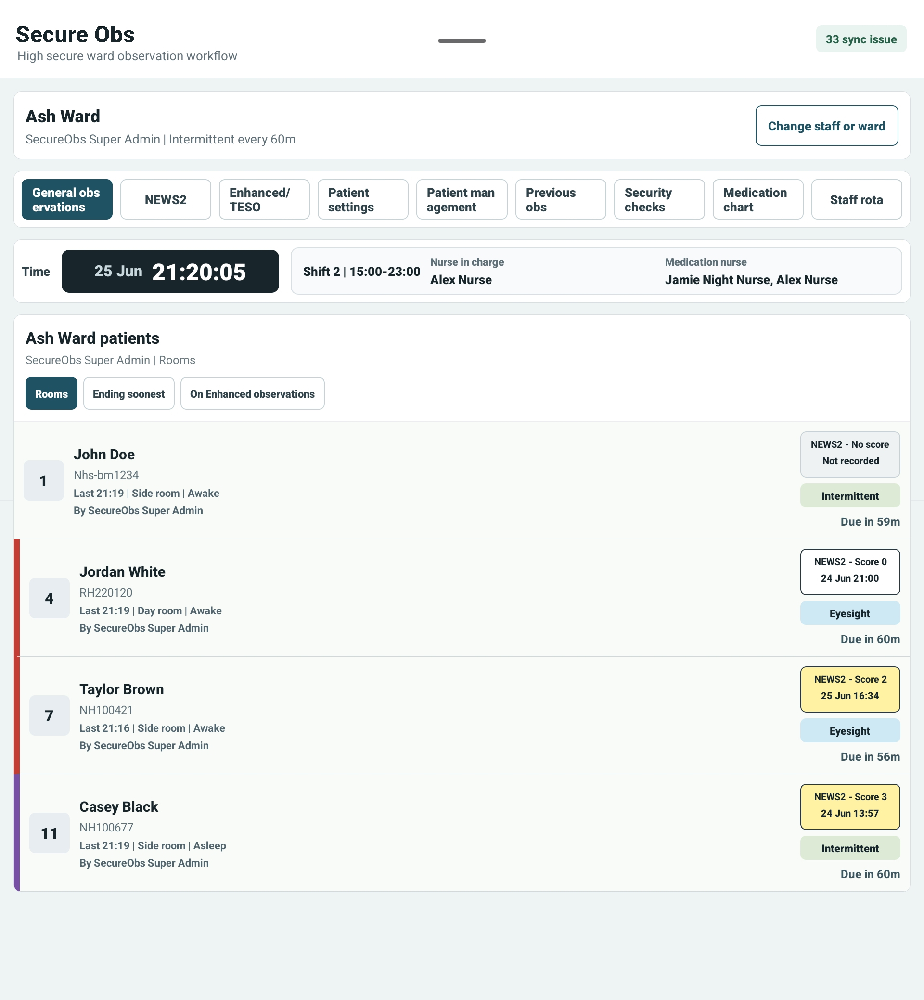 Secure Obs
High secure ward observation workflow
33 sync issue
Ash Ward
SecureObs Super Admin | Intermittent every 60m
Change staff or ward
General obs
ervations
NEWS2
Enhanced/
TESO
Patient
settings
Patient man
agement
Previous
obs
Security
checks
Medication
chart
Staff rota
Time
25 Jun 21:20:05
Shift 2 | 15:00-23:00
Nurse in charge
Alex Nurse
Medication nurse
Jamie Night Nurse, Alex Nurse
Ash Ward patients
SecureObs Super Admin | Rooms
Rooms
Ending soonest
On Enhanced observations
1
John Doe
Nhs-bm1234
Last 21:19 | Side room | Awake
By SecureObs Super Admin
NEWS2 - No score
Not recorded
Intermittent
Due in 59m
4
Jordan White
RH220120
Last 21:19 | Day room | Awake
By SecureObs Super Admin
NEWS2 - Score 0
24 Jun 21:00
Eyesight
Due in 60m
7
Taylor Brown
NH100421
Last 21:16 | Side room | Awake
By SecureObs Super Admin
NEWS2 - Score 2
25 Jun 16:34
Eyesight
Due in 56m
11
Casey Black
NH100677
Last 21:19 | Side room | Asleep
By SecureObs Super Admin
NEWS2 - Score 3
24 Jun 13:57
Intermittent
Due in 60m